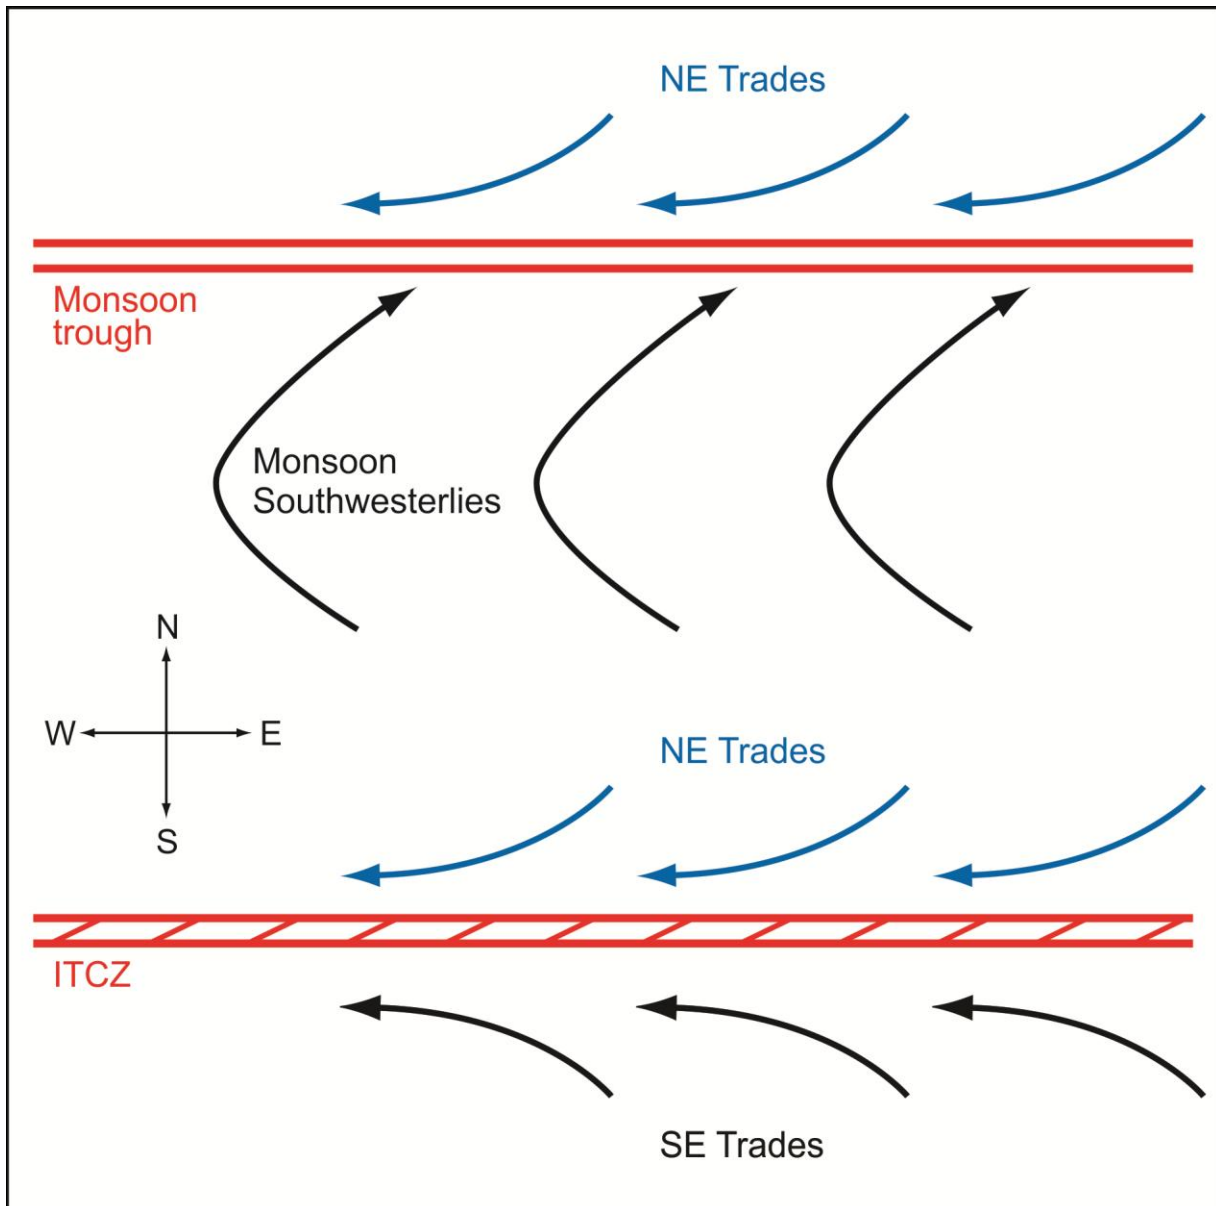 NE Trades
Monsoon
trough
Monsoon
Southwesterlies
N
W
E
S
NE Trades
ITCZ
SE Trades